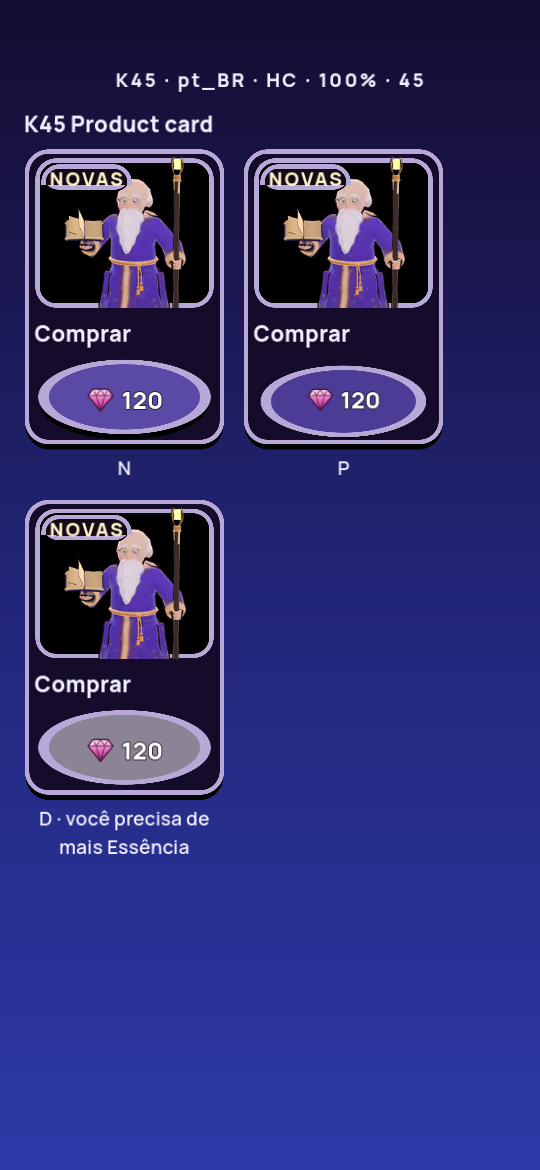 K45 · pt_BR · HC · 100% · 45
K45 Product card
NOVAS
NOVAS
Comprar
Comprar
120
120
N
P
NOVAS
Comprar
120
D · você precisa de
mais Essência